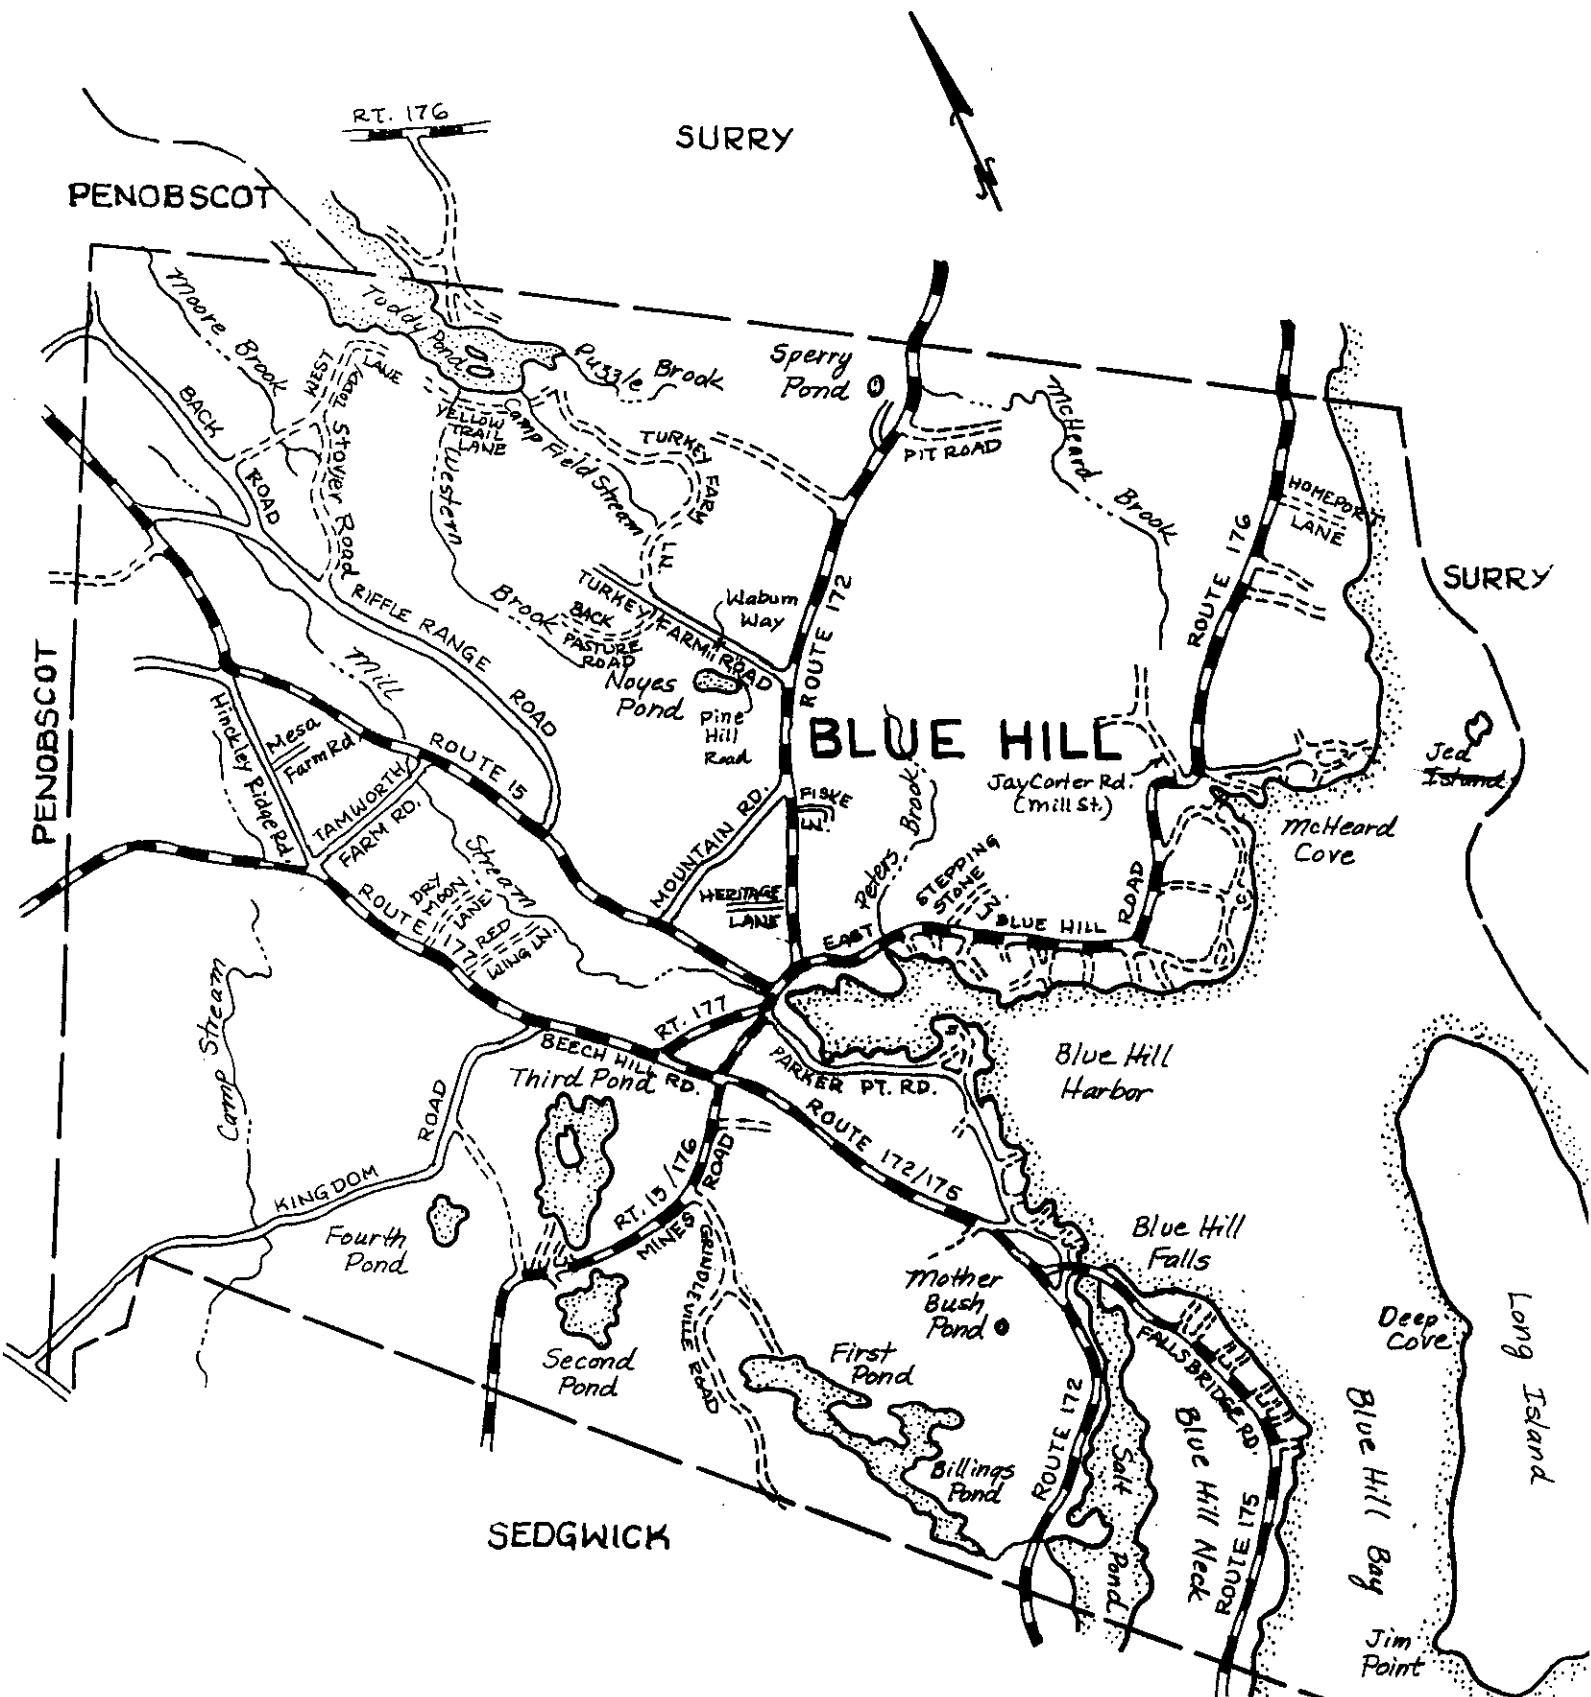 RT. 176
SURRY
PENOBSCOT
Moore Brook
Toddy Pond
Puzzle Brook
Sperry
Pond
McHeard Brook
WEST TODDY LANE
BACK ROAD
Stover Road
YELLOW
TRAIL
LANE
Camp Field Stream
TURKEY FARM LN.
PIT ROAD
HOMEPORT
LANE
ROUTE 176
SURRY
Western Brook
TURKEY FARM ROAD
BACK
PASTURE
ROAD
Wabum
Way
ROUTE 172
RIFFLE RANGE ROAD
Mill Stream
Noyes
Pond
Pine
Hill
Road
PENOBSCOT
Hinckley Ridge Rd.
Mesa
Farm Rd.
ROUTE 15
BLUE HILL
Jed
Island
Jay Carter Rd.
(Mill St.)
TAMWORTH
FARM RD.
MOUNTAIN RD.
FISKE
LN.
Peters Brook
McHeard
Cove
STEPPING
STONE
LN
DRY
MOON
LANE
HERITAGE
LANE
ROUTE 177
RED
WING LN.
EAST BLUE HILL ROAD
Camp Stream
RT. 177
BEECH HILL RD.
PARKER PT. RD.
Blue Hill
Harbor
Third Pond
KINGDOM ROAD
ROUTE 172/175
RT. 15/176
MINES ROAD
Fourth
Pond
GRINDLEVILLE ROAD
Blue Hill
Falls
Mother
Bush
Pond
Deep
Cove
Long Island
Second
Pond
First
Pond
FALLS BRIDGE RD.
ROUTE 172
Billings
Pond
Salt Pond
Blue Hill Neck
ROUTE 175
Blue Hill Bay
SEDGWICK
Jim
Point